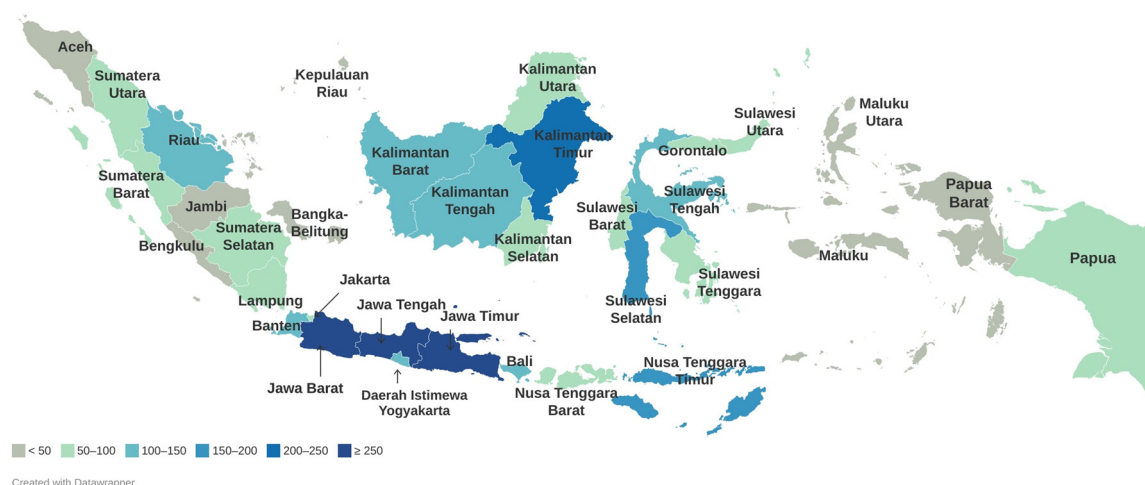 Aceh
Sumatera
Utara
Riau
Kepulauan
Riau
Sumatera
Barat
Jambi
Bangka-
Belitung
Sumatera
Selatan
Bengkulu
Lampung
Jakarta
Banten
Jawa Tengah
Jawa Timur
Jawa Barat
Daerah Istimewa
Yogyakarta
Bali
Nusa Tenggara
Barat
Nusa Tenggara
Timur
Kalimantan
Utara
Kalimantan
Timur
Kalimantan
Barat
Kalimantan
Tengah
Kalimantan
Selatan
Sulawesi
Utara
Gorontalo
Sulawesi
Tengah
Sulawesi
Barat
Sulawesi
Tenggara
Sulawesi
Selatan
Maluku
Utara
Maluku
Papua
Barat
Papua
< 50
50–100
100–150
150–200
200–250
≥ 250
Created with Datawrapper